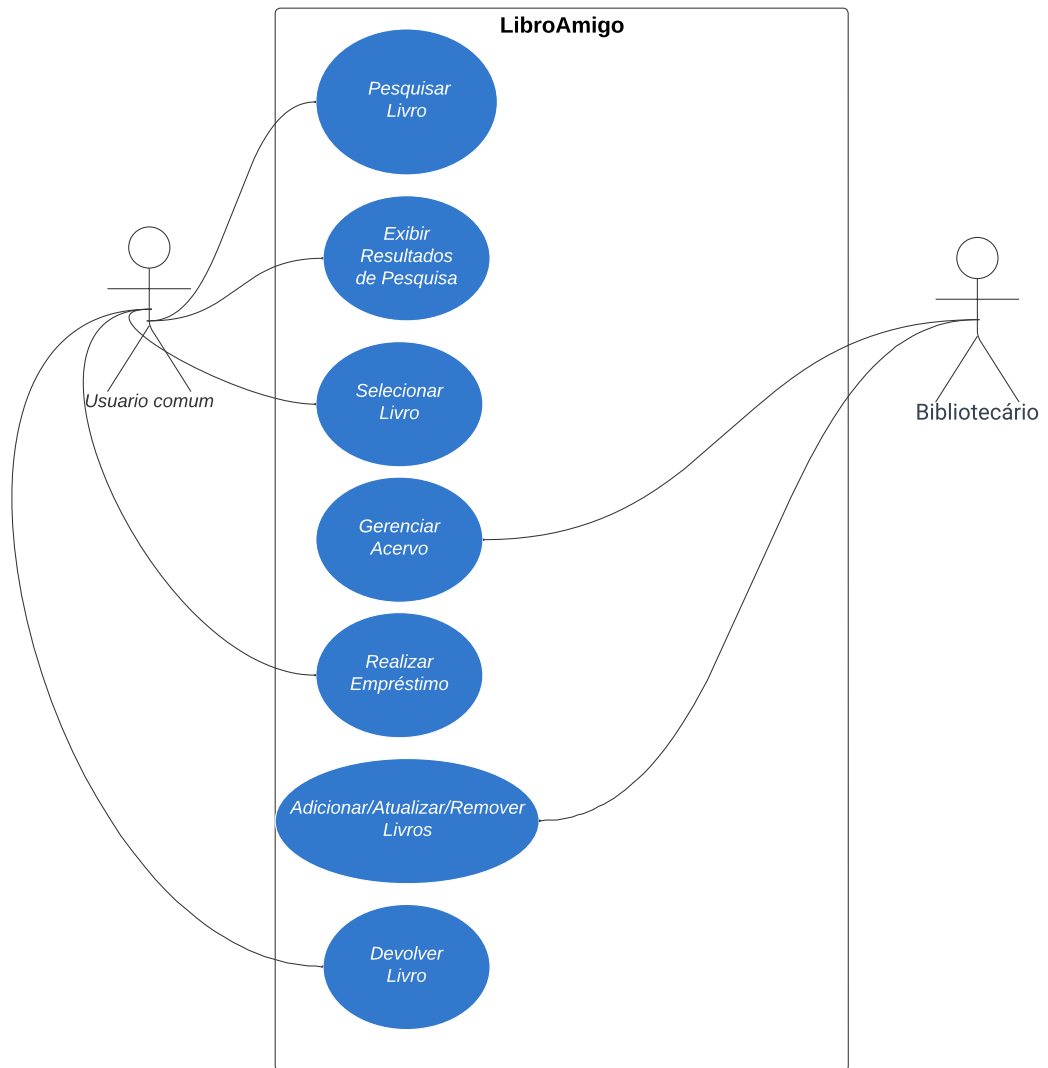 LibroAmigo
Pesquisar
Livro
Exibir
Resultados
de Pesquisa
Usuario comum
Selecionar
Livro
Bibliotecário
Gerenciar
Acervo
Realizar
Empréstimo
Adicionar/Atualizar/Remover
Livros
Devolver
Livro